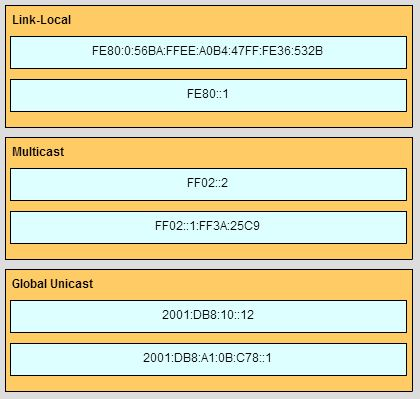 Link-Local
FE80:0:56BA:FFEE:A0B4:47FF:FE36:532B
FE80::1
Multicast
FF02::2
FF02::1:FF3A:25C9
Global Unicast
2001:DB8:10::12
2001:DB8:A1:0B:C78::1